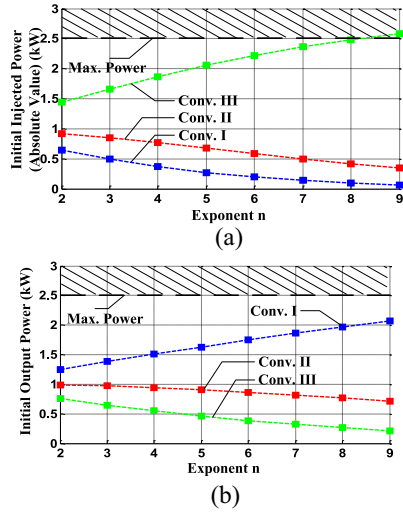 Initial Injected Power
(Absolute Value) (kW)
3
2.5
2
1.5
1
0.5
0
Max. Power
Conv. III
Conv. II
Conv. I
2 3 4 5 6 7 8 9
Exponent n
(a)
Initial Output Power (kW)
3
2.5
2
1.5
1
0.5
0
Max. Power
Conv. I
Conv. II
Conv. III
2 3 4 5 6 7 8 9
Exponent n
(b)